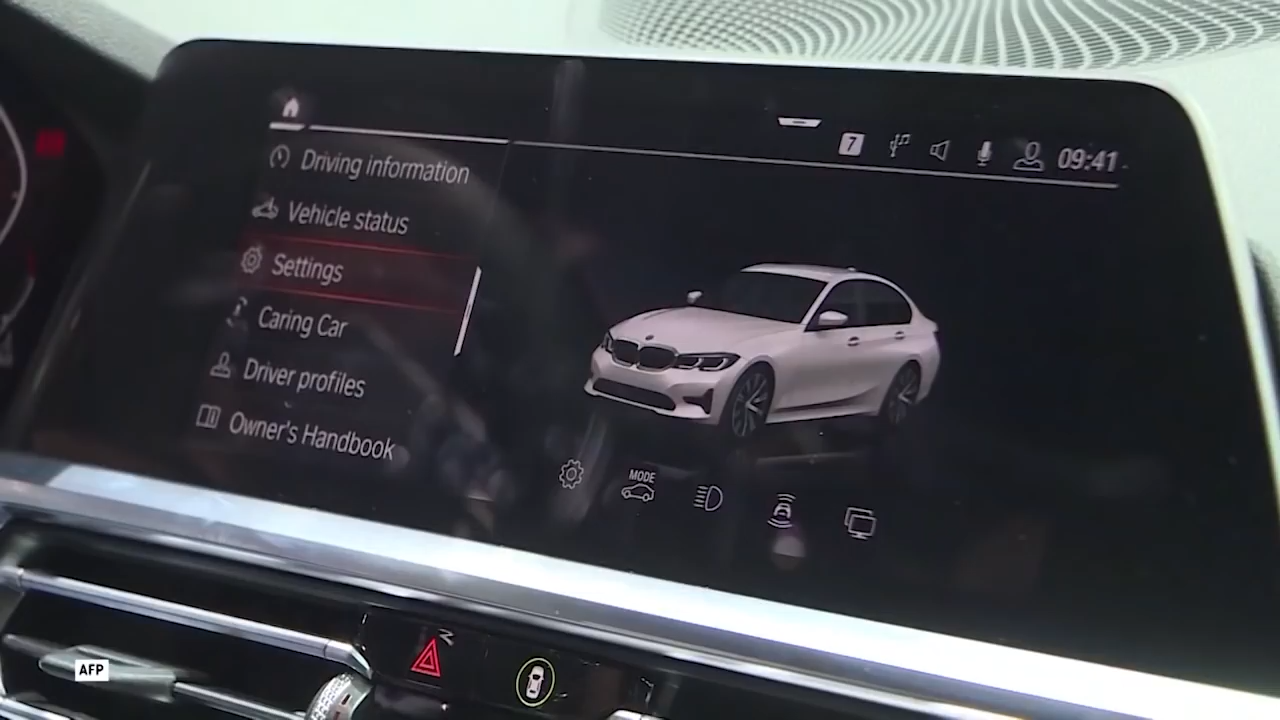 7
09:41
Driving information
Vehicle status
Settings
Caring Car
Driver profiles
Owner's Handbook
MODE
AFP